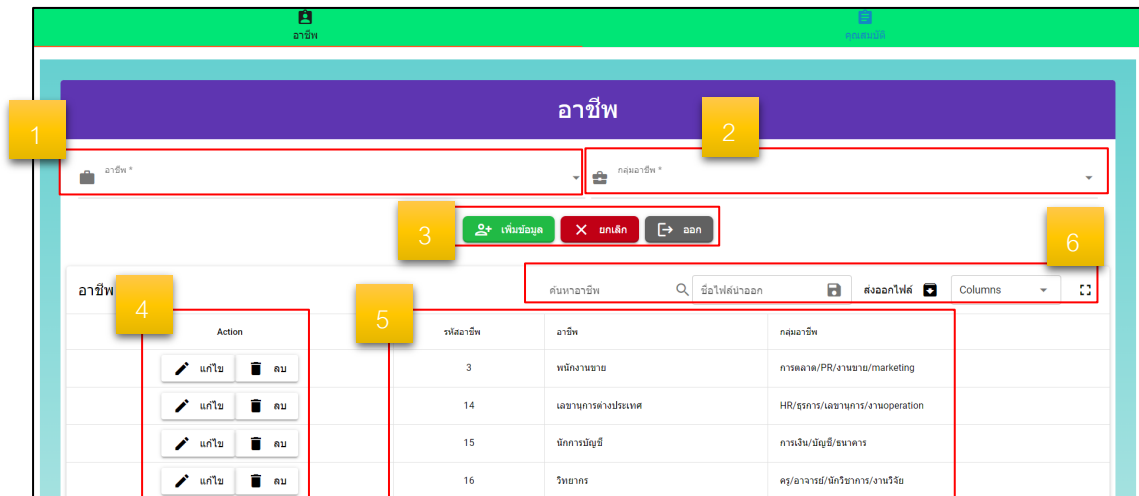 อาชีพ
คุณสมบัติ
อาชีพ
1
2
อาชีพ *
กลุ่มอาชีพ *
3
เพิ่มข้อมูล
ยกเลิก
ออก
6
อาชีพ
ค้นหาอาชีพ
ชื่อไฟล์นำออก
ส่งออกไฟล์
Columns
4
5
Action รหัสอาชีพ อาชีพ กลุ่มอาชีพ
แก้ไข ลบ 3 พนักงานขาย การตลาด/PR/งานขาย/marketing
แก้ไข ลบ 14 เลขานุการต่างประเทศ HR/ธุรการ/เลขานุการ/งานoperation
แก้ไข ลบ 15 นักการบัญชี การเงิน/บัญชี/ธนาคาร
แก้ไข ลบ 16 วิทยากร ครู/อาจารย์/นักวิชาการ/งานวิจัย